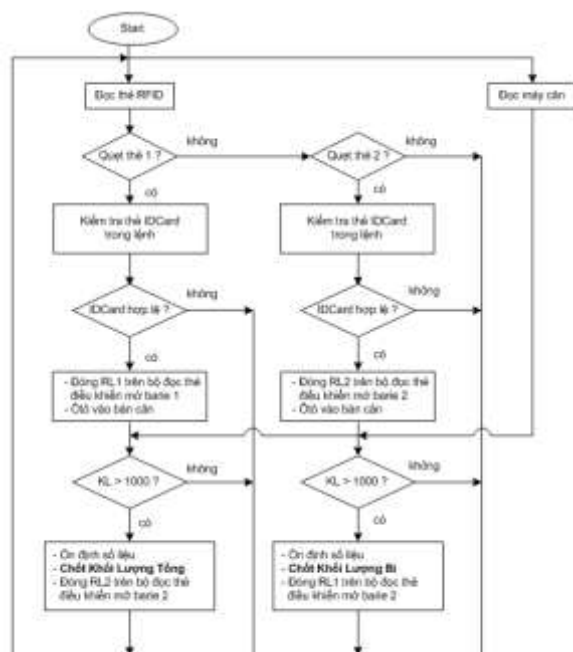 Start
Đọc thẻ RFID
Đọc máy cân
Quẹt thẻ 1 ?
không
Quẹt thẻ 2 ?
không
có
có
Kiểm tra thẻ IDCard
trong lệnh
Kiểm tra thẻ IDCard
trong lệnh
IDCard hợp lệ ?
không
IDCard hợp lệ ?
không
có
có
- Đóng RL1 trên bộ đọc thẻ
điều khiển mở barie 1
- Ôtô vào bàn cân
- Đóng RL2 trên bộ đọc thẻ
điều khiển mở barie 2
- Ôtô vào bàn cân
KL > 1000 ?
không
KL > 1000 ?
không
có
có
- Ổn định số liệu
- Chốt Khối Lượng Tổng
- Đóng RL2 trên bộ đọc thẻ
điều khiển mở barie 2
- Ổn định số liệu
- Chốt Khối Lượng Bì
- Đóng RL1 trên bộ đọc thẻ
điều khiển mở barie 2